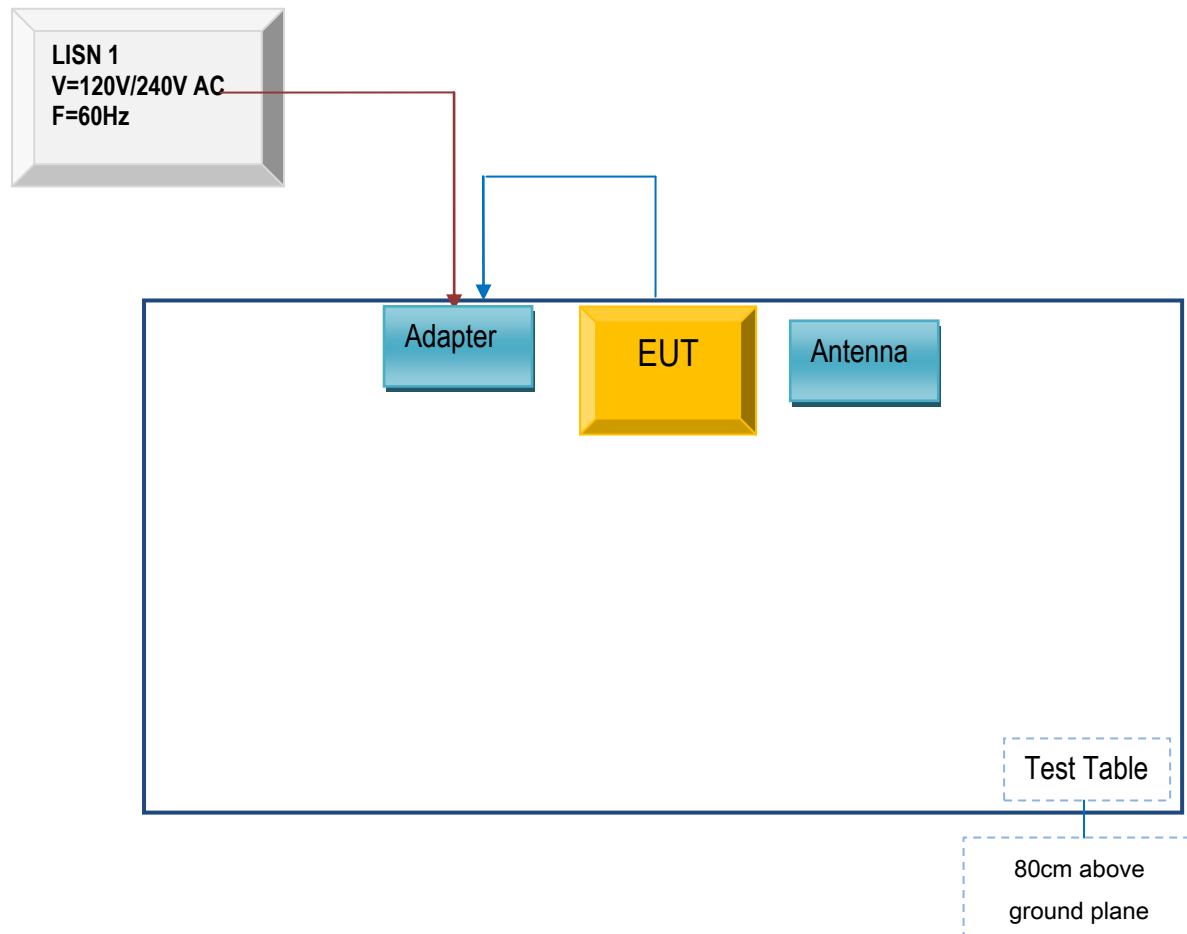 LISN 1
V=120V/240V AC
F=60Hz
Adapter
EUT
Antenna
Test Table
80cm above
ground plane